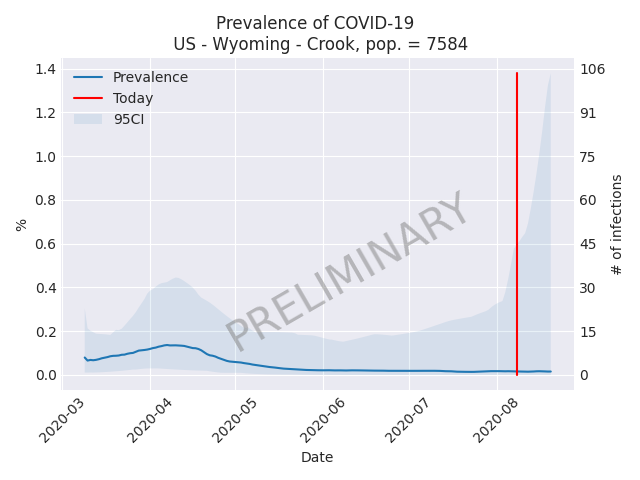 Prevalence of COVID-19
US - Wyoming - Crook, pop. = 7584
Prevalence
Today
95CI
1.4
1.2
1.0
0.8
0.6
0.4
0.2
0.0
%
106
91
75
60
45
30
15
0
# of infections
PRELIMINARY
2020-03
2020-04
2020-05
2020-06
2020-07
2020-08
Date